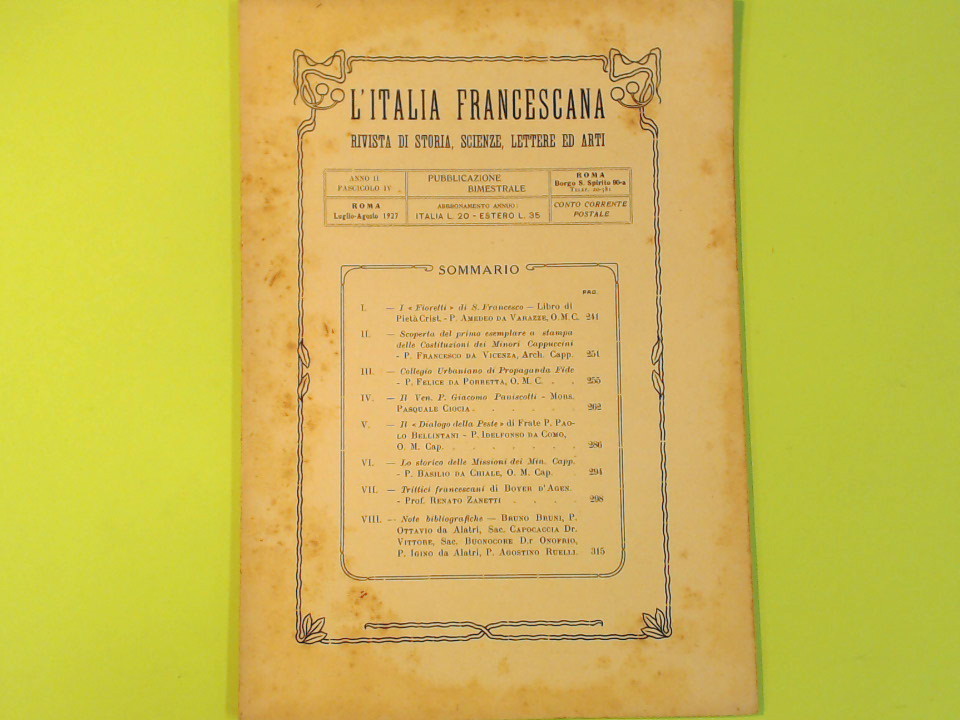 L'ITALIA FRANCESCANA
RIVISTA DI STORIA, SCIENZE, LETTERE ED ARTI
ANNO II
FASCICOLO IV
PUBBLICAZIONE
BIMESTRALE
ROMA
Borgo S. Spirito 80-a
TELEF. 20-581
ROMA
Luglio-Agosto 1927
ABBONAMENTO ANNUO:
ITALIA L. 20 - ESTERO L. 35
CONTO CORRENTE
POSTALE
SOMMARIO
PAG.
I. — I « Fioretti » di S. Francesco — Libro di
Pietà Crist. - P. AMEDEO DA VARAZZE, O. M. C. 241
II. — Scoperta del primo esemplare a stampa
delle Costituzioni dei Minori Cappuccini
- P. FRANCESCO DA VICENZA, Arch. Capp. 251
III. — Collegio Urbaniano di Propaganda Fide
- P. FELICE DA PORRETTA, O. M. C. . . 255
IV. — Il Ven. P. Giacomo Paniscotti - Mons.
PASQUALE CIOCIA . . . . . . 262
V. — Il « Dialogo della Peste » di Frate P. PAO-
LO BELLINTANI - P. IDELFONSO DA COMO,
O. M. Cap. . . . . . . . 286
VI. — Lo storico delle Missioni dei Min. Capp.
- P. BASILIO DA CHIALE, O. M. Cap. 294
VII. — Trittici francescani di BOYER D'AGEN.
- Prof. RENATO ZANETTI . . . . 298
VIII. — Note bibliografiche — BRUNO BRUNI, P.
OTTAVIO da Alatri, Sac. CAPOCACCIA Dr.
VITTORE, Sac. BUONOCORE D.r ONOFRIO,
P. IGINO da Alatri, P. AGOSTINO RUELLI. 315